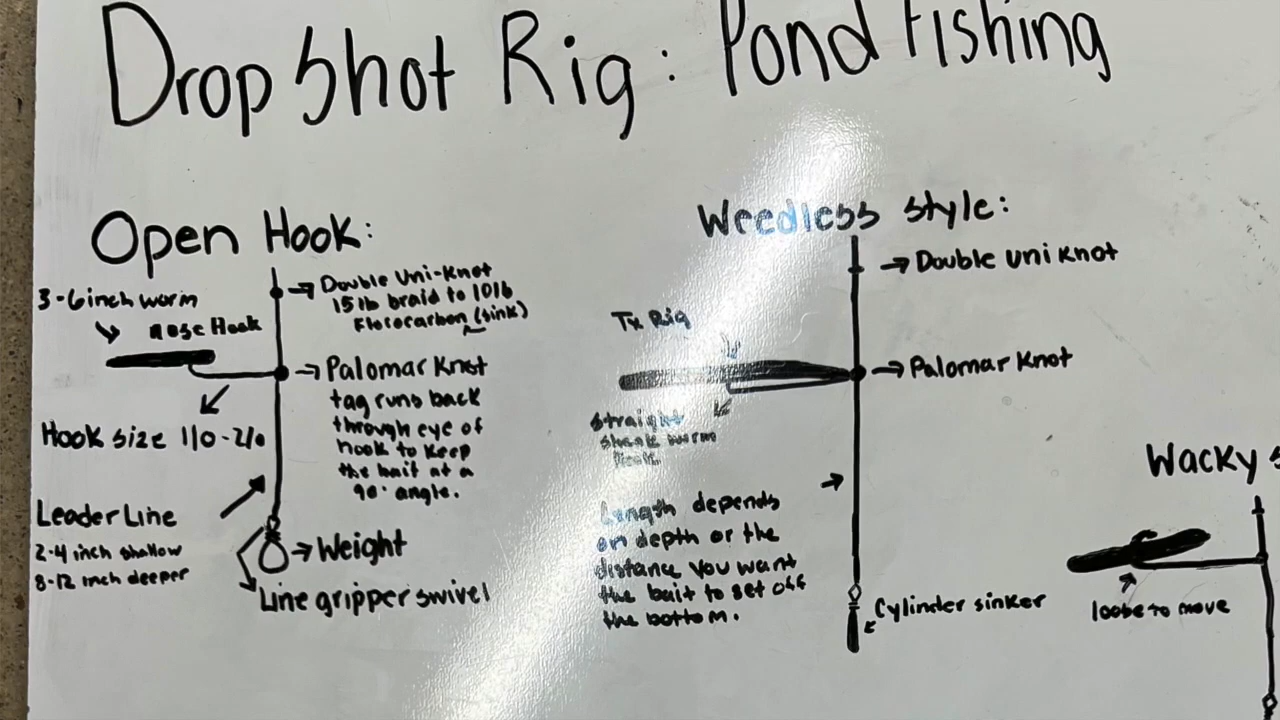 Drop Shot Rig: Pond Fishing
Open Hook:
3-6inch worm
nose Hook
Hook size 1/0-2/0
Leader Line
2-4 inch shallow
8-12 inch deeper
→ Double Uni-Knot
15lb braid to 10lb
Florocarbon (sink)
→ Palomar Knot
tag runs back
through eye of
hook to keep
the bait at a
90° angle.
→ Weight
Line gripper swivel
Weedless style:
→ Double uni Knot
Tx Rig
→ Palomar Knot
Straight
shank worm
Length depends
on depth or the
distance you want
the bait to set off
the bottom.
Cylinder sinker
Wacky
loose to move